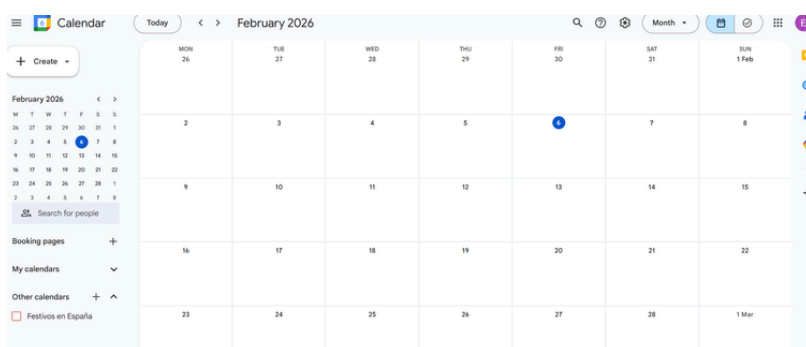 Calendar
Today
February 2026
Month
Create
February 2026
M T W T F S S
26 27 28 29 30 31 1
2 3 4 5 6 7 8
9 10 11 12 13 14 15
16 17 18 19 20 21 22
23 24 25 26 27 28 1
2 3 4 5 6 7 8
Search for people
Booking pages
My calendars
Other calendars
Festivos en España
MON TUE WED THU FRI SAT SUN
26 27 28 29 30 31 1 Feb
2 3 4 5 6 7 8
9 10 11 12 13 14 15
16 17 18 19 20 21 22
23 24 25 26 27 28 1 Mar